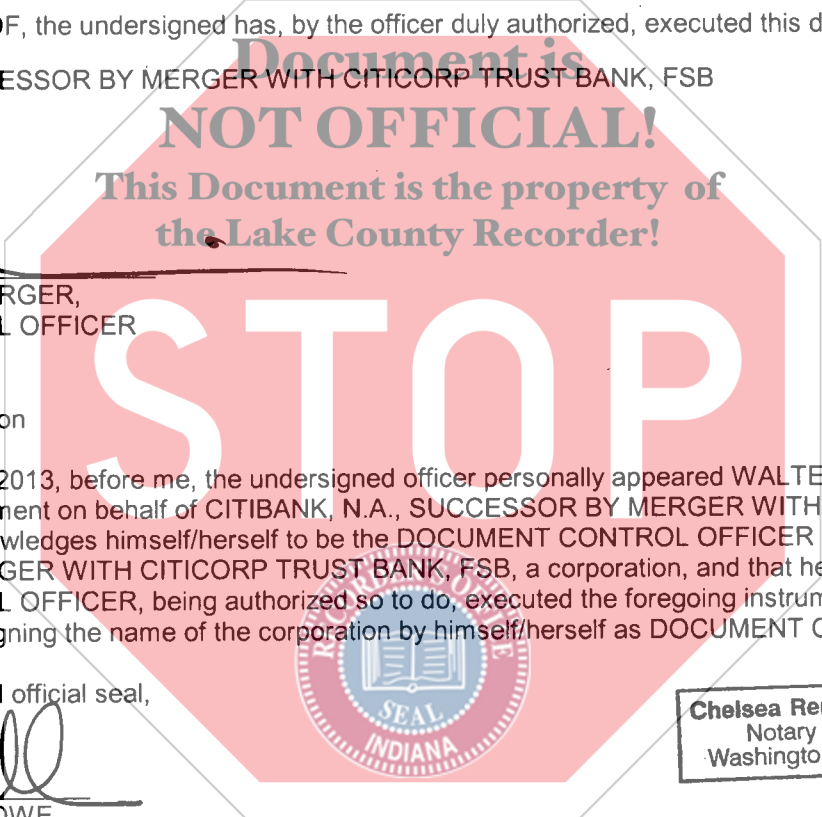 OF, the undersigned has, by the officer duly authorized, executed this d
Document is
ESSOR BY MERGER WITH CITICORP TRUST BANK, FSB
NOT OFFICIAL!
This Document is the property of
the Lake County Recorder!
RGER,
L OFFICER
STOP
on
2013, before me, the undersigned officer personally appeared WALTE
nent on behalf of CITIBANK, N.A., SUCCESSOR BY MERGER WITH
wledges himself/herself to be the DOCUMENT CONTROL OFFICER
GER WITH CITICORP TRUST BANK, FSB, a corporation, and that he
L OFFICER, being authorized so to do, executed the foregoing instrum
gning the name of the corporation by himself/herself as DOCUMENT C
SEAL
INDIANA
official seal,
Chelsea Re
Notary
Washingto
OWE